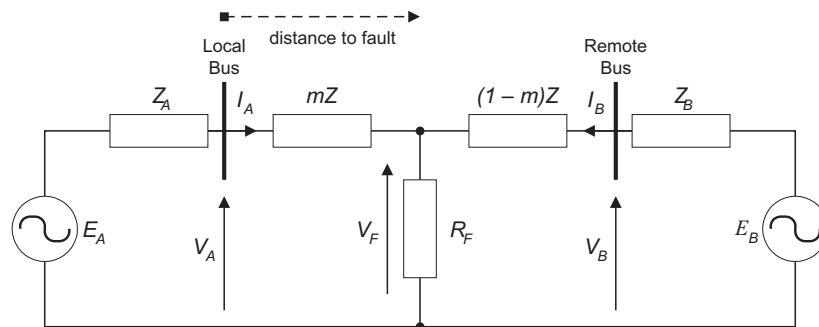 distance to fault
Local
Bus
Remote
Bus
Z_A
I_A
mZ
(1 – m)Z
I_B
Z_B
E_A
V_A
V_F
R_F
V_B
E_B